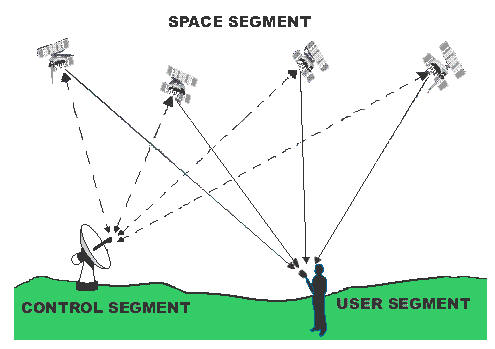 SPACE SEGMENT
CONTROL SEGMENT
USER SEGMENT